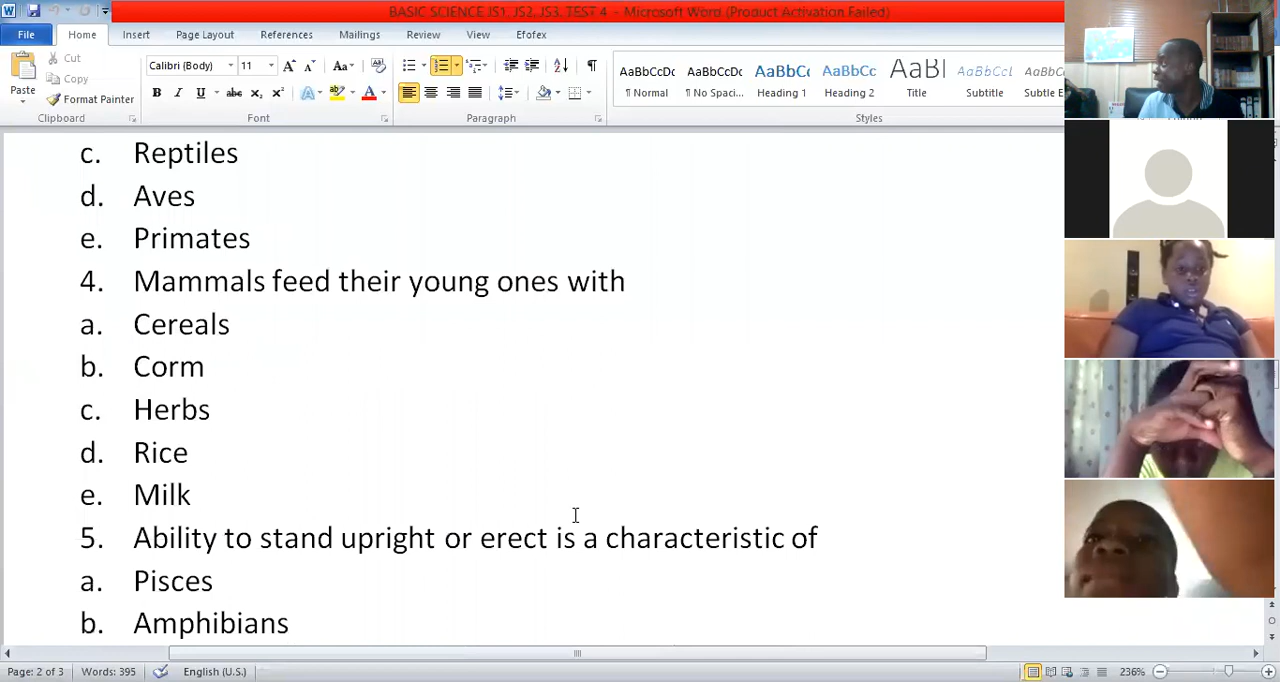 BASIC SCIENCE JS1, JS2, JS3, TEST 4 - Microsoft Word (Product Activation Failed)
File Home Insert Page Layout References Mailings Review View Efofex
Cut
Copy
Format Painter
Paste
Clipboard
Calibri (Body) 11
Font
Paragraph
AaBbCcDc AaBbCcDc AaBbCc AaBbCc AaBl AaBbCcL AaBbCc
¶ Normal ¶ No Spaci... Heading 1 Heading 2 Title Subtitle Subtle E
Styles
c. Reptiles
d. Aves
e. Primates
4. Mammals feed their young ones with
a. Cereals
b. Corm
c. Herbs
d. Rice
e. Milk
5. Ability to stand upright or erect is a characteristic of
a. Pisces
b. Amphibians
Page: 2 of 3 Words: 395 English (U.S.) 236%